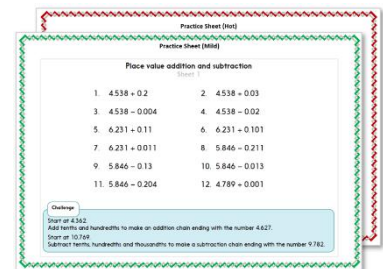 Practice Sheet (Hot)
Practice Sheet (Mild)
Place value addition and subtraction
Sheet 1
1. 4.538 + 0.2 2. 4.538 + 0.03
3. 4.538 – 0.004 4. 4.538 – 0.02
5. 6.231 + 0.11 6. 6.231 + 0.101
7. 6.231 + 0.011 8. 5.846 – 0.211
9. 5.846 – 0.13 10. 5.846 – 0.013
11. 5.846 – 0.204 12. 4.789 + 0.001
Challenge
Start at 4.362.
Add tenths and hundredths to make an addition chain ending with the number 4.627.
Start at 10.769.
Subtract tenths, hundredths and thousandths to make a subtraction chain ending with the number 9.782.